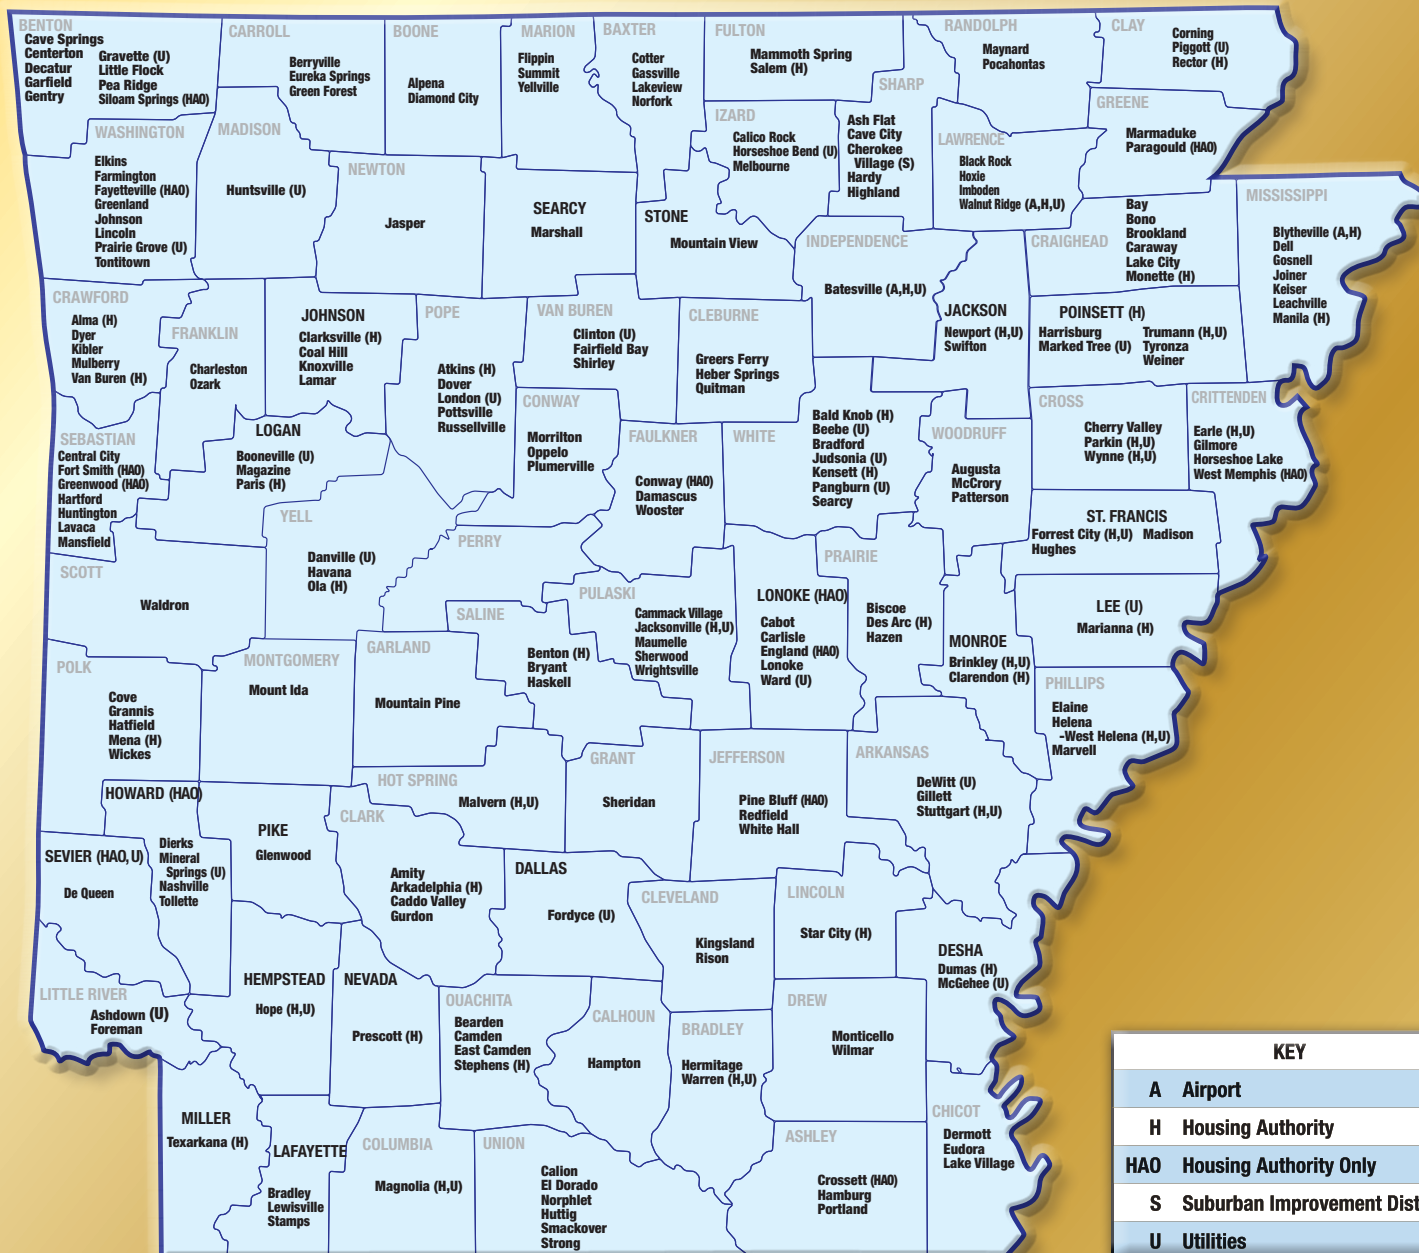 BENTON
Cave Springs
Centerton
Decatur
Garfield
Gentry
Gravette (U)
Little Flock
Pea Ridge
Siloam Springs (HAO)
CARROLL
Berryville
Eureka Springs
Green Forest
BOONE
Alpena
Diamond City
MARION
Flippin
Summit
Yellville
BAXTER
Cotter
Gassville
Lakeview
Norfork
FULTON
Mammoth Spring
Salem (H)
SHARP
Ash Flat
Cave City
Cherokee
Village (S)
Hardy
Highland
RANDOLPH
Maynard
Pocahontas
CLAY
Corning
Piggott (U)
Rector (H)
GREENE
Marmaduke
Paragould (HAO)
WASHINGTON
Elkins
Farmington
Fayetteville (HAO)
Greenland
Johnson
Lincoln
Prairie Grove (U)
Tontitown
MADISON
Huntsville (U)
NEWTON
Jasper
SEARCY
Marshall
STONE
Mountain View
IZARD
Calico Rock
Horseshoe Bend (U)
Melbourne
LAWRENCE
Black Rock
Hoxie
Imboden
Walnut Ridge (A,H,U)
INDEPENDENCE
Batesville (A,H,U)
CRAIGHEAD
Bay
Bono
Brookland
Caraway
Lake City
Monette (H)
MISSISSIPPI
Blytheville (A,H)
Dell
Gosnell
Joiner
Keiser
Leachville
Manila (H)
CRAWFORD
Alma (H)
Dyer
Kibler
Mulberry
Van Buren (H)
FRANKLIN
Charleston
Ozark
JOHNSON
Clarksville (H)
Coal Hill
Knoxville
Lamar
POPE
Atkins (H)
Dover
London (U)
Pottsville
Russellville
VAN BUREN
Clinton (U)
Fairfield Bay
Shirley
CLEBURNE
Greers Ferry
Heber Springs
Quitman
JACKSON
Newport (H,U)
Swifton
POINSETT (H)
Harrisburg
Marked Tree (U)
Trumann (H,U)
Tyronza
Weiner
CROSS
Cherry Valley
Parkin (H,U)
Wynne (H,U)
CRITTENDEN
Earle (H,U)
Gilmore
Horseshoe Lake
West Memphis (HAO)
SEBASTIAN
Central City
Fort Smith (HAO)
Greenwood (HAO)
Hartford
Huntington
Lavaca
Mansfield
LOGAN
Booneville (U)
Magazine
Paris (H)
CONWAY
Morrilton
Oppelo
Plumerville
FAULKNER
Conway (HAO)
Damascus
Wooster
WHITE
Bald Knob (H)
Beebe (U)
Bradford
Judsonia (U)
Kensett (H)
Pangburn (U)
Searcy
WOODRUFF
Augusta
McCrory
Patterson
ST. FRANCIS
Forrest City (H,U) Madison
Hughes
YELL
Danville (U)
Havana
Ola (H)
PERRY
SCOTT
Waldron
SALINE
Benton (H)
Bryant
Haskell
PULASKI
Cammack Village
Jacksonville (H,U)
Maumelle
Sherwood
Wrightsville
LONOKE (HAO)
Cabot
Carlisle
England (HAO)
Lonoke
Ward (U)
PRAIRIE
Biscoe
Des Arc (H)
Hazen
MONROE
Brinkley (H,U)
Clarendon (H)
LEE (U)
Marianna (H)
PHILLIPS
Elaine
Helena
-West Helena (H,U)
Marvell
POLK
Cove
Grannis
Hatfield
Mena (H)
Wickes
MONTGOMERY
Mount Ida
GARLAND
Mountain Pine
HOT SPRING
Malvern (H,U)
GRANT
Sheridan
JEFFERSON
Pine Bluff (HAO)
Redfield
White Hall
ARKANSAS
DeWitt (U)
Gillett
Stuttgart (H,U)
HOWARD (HAO)
Dierks
Mineral
Springs (U)
Nashville
Tollette
SEVIER (HAO,U)
De Queen
PIKE
Glenwood
CLARK
Amity
Arkadelphia (H)
Caddo Valley
Gurdon
DALLAS
Fordyce (U)
CLEVELAND
Kingsland
Rison
LINCOLN
Star City (H)
DESHA
Dumas (H)
McGehee (U)
LITTLE RIVER
Ashdown (U)
Foreman
HEMPSTEAD
Hope (H,U)
NEVADA
Prescott (H)
OUACHITA
Bearden
Camden
East Camden
Stephens (H)
CALHOUN
Hampton
BRADLEY
Hermitage
Warren (H,U)
DREW
Monticello
Wilmar
CHICOT
Dermott
Eudora
Lake Village
MILLER
Texarkana (H)
LAFAYETTE
Bradley
Lewisville
Stamps
COLUMBIA
Magnolia (H,U)
UNION
Calion
El Dorado
Norphlet
Huttig
Smackover
Strong
ASHLEY
Crossett (HAO)
Hamburg
Portland
KEY
A Airport
H Housing Authority
HAO Housing Authority Only
S Suburban Improvement Dist
U Utilities